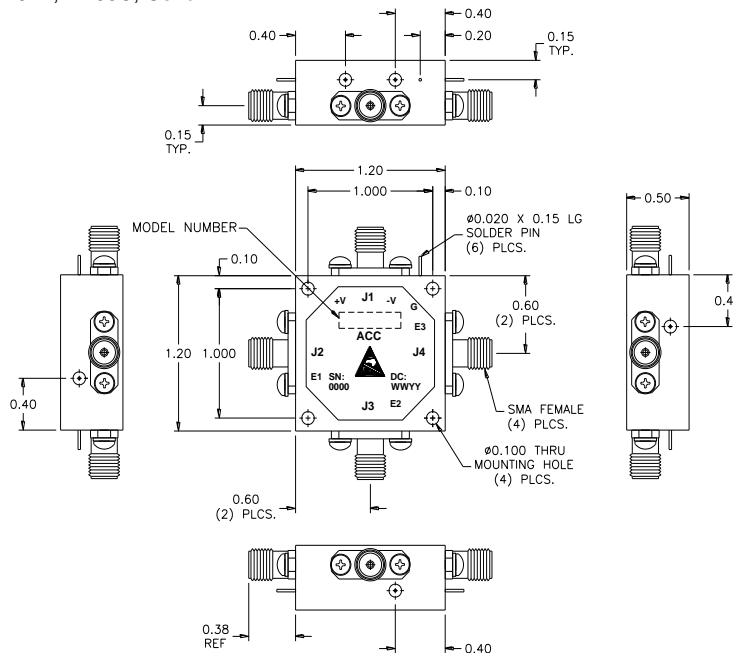 0.40
0.40
0.20
0.15
TYP.
0.15
TYP.
1.20
1.000
0.10
0.50
MODEL NUMBER
ø0.020 X 0.15 LG
SOLDER PIN
(6) PLCS.
0.10
+V
J1
-V
G
E3
0.60
(2) PLCS.
0.4
ACC
1.20
1.000
J2
J4
E1
SN:
0000
DC:
WWYY
J3
E2
0.40
SMA FEMALE
(4) PLCS.
ø0.100 THRU
MOUNTING HOLE
(4) PLCS.
0.60
(2) PLCS.
0.38
REF
0.40